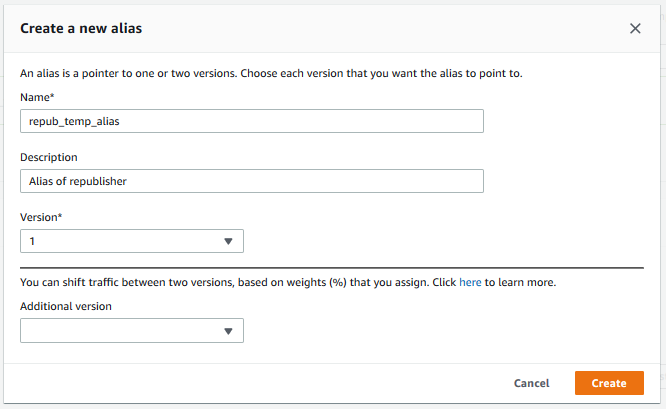 Create a new alias
An alias is a pointer to one or two versions. Choose each version that you want the alias to point to.
Name*
repub_temp_alias
Description
Alias of republisher
Version*
1
You can shift traffic between two versions, based on weights (%) that you assign. Click here to learn more.
Additional version
Cancel
Create